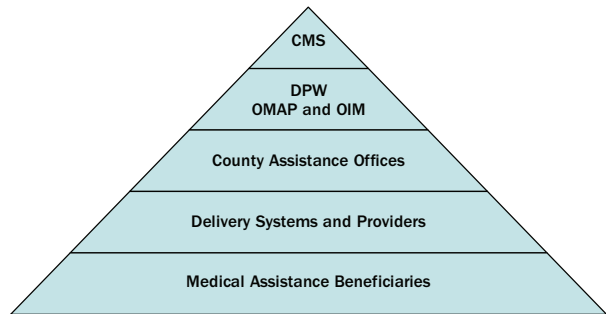 CMS
DPW
OMAP and OIM
County Assistance Offices
Delivery Systems and Providers
Medical Assistance Beneficiaries